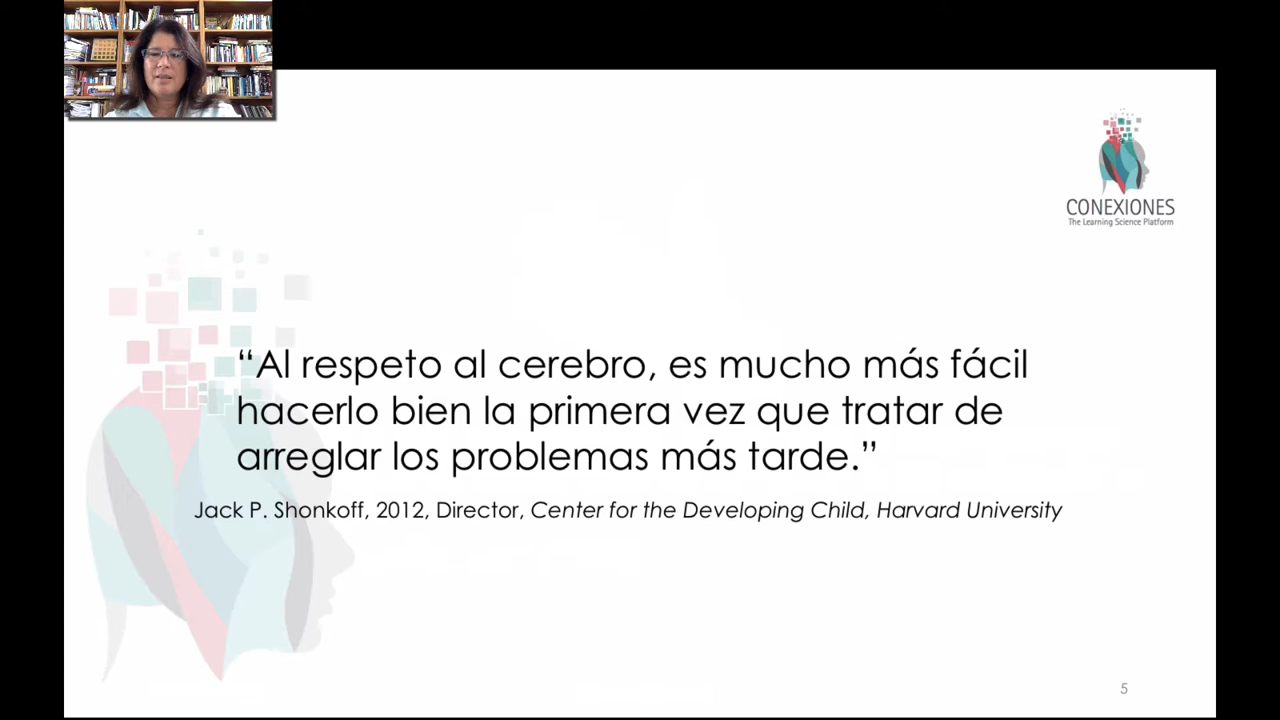 CONEXIONES
The Learning Science Platform
“Al respeto al cerebro, es mucho más fácil
hacerlo bien la primera vez que tratar de
arreglar los problemas más tarde.”
Jack P. Shonkoff, 2012, Director, Center for the Developing Child, Harvard University
5